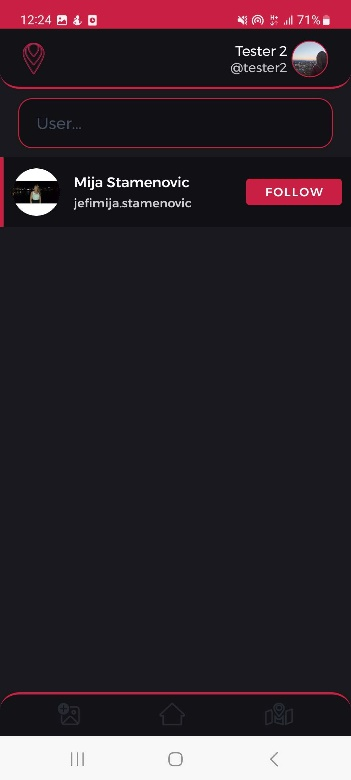 12:24
71%
Tester 2
@tester2
User...
Mija Stamenovic
jefimija.stamenovic
FOLLOW